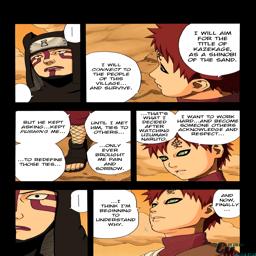 I WILL AIM
FOR THE
TITLE OF
KAZEKAGE,
AS A SHINOBI
OF THE SAND.
I WILL
CONNECT TO
THE PEOPLE
OF THIS
VILLAGE...
AND SURVIVE.
...THAT'S
WHAT I
DECIDED
AFTER
WATCHING
UZUMAKI
NARUTO.
I WANT TO WORK
HARD...AND BECOME
SOMEONE OTHERS
ACKNOWLEDGE AND
RESPECT...
UNTIL I MET
HIM, TIES TO
OTHERS...
...ONLY
EVER
BROUGHT
ME PAIN
AND
SORROW.
BUT HE KEPT
ASKING...KEPT
PUSHING ME...
...TO REDEFINE
THOSE TIES...
AND
NOW,
FINALLY
...
...I'M
BEGINNING
TO
UNDERSTAND
WHY.